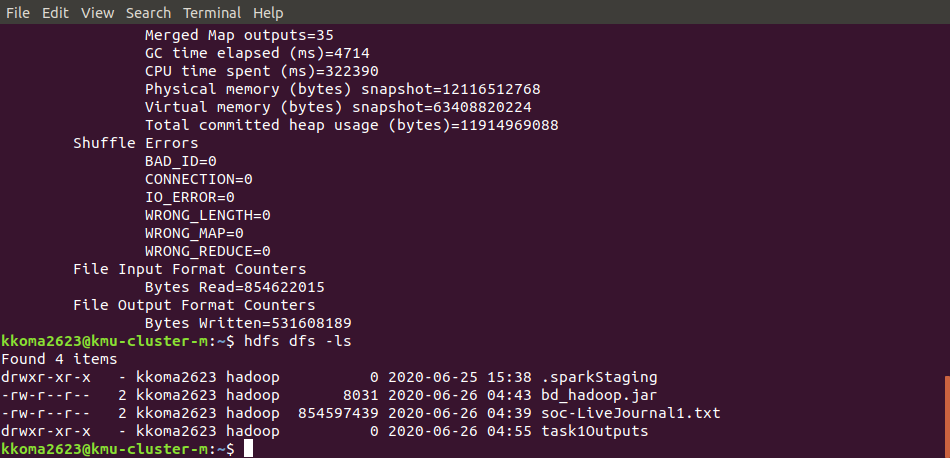 File Edit View Search Terminal Help
Merged Map outputs=35
GC time elapsed (ms)=4714
CPU time spent (ms)=322390
Physical memory (bytes) snapshot=12116512768
Virtual memory (bytes) snapshot=63408820224
Total committed heap usage (bytes)=11914969088
Shuffle Errors
BAD_ID=0
CONNECTION=0
IO_ERROR=0
WRONG_LENGTH=0
WRONG_MAP=0
WRONG_REDUCE=0
File Input Format Counters
Bytes Read=854622015
File Output Format Counters
Bytes Written=531608189
kkoma2623@kmu-cluster-m:~$ hdfs dfs -ls
Found 4 items
drwxr-xr-x   - kkoma2623 hadoop          0 2020-06-25 15:38 .sparkStaging
-rw-r--r--   2 kkoma2623 hadoop       8031 2020-06-26 04:43 bd_hadoop.jar
-rw-r--r--   2 kkoma2623 hadoop  854597439 2020-06-26 04:39 soc-LiveJournal1.txt
drwxr-xr-x   - kkoma2623 hadoop          0 2020-06-26 04:55 task1Outputs
kkoma2623@kmu-cluster-m:~$